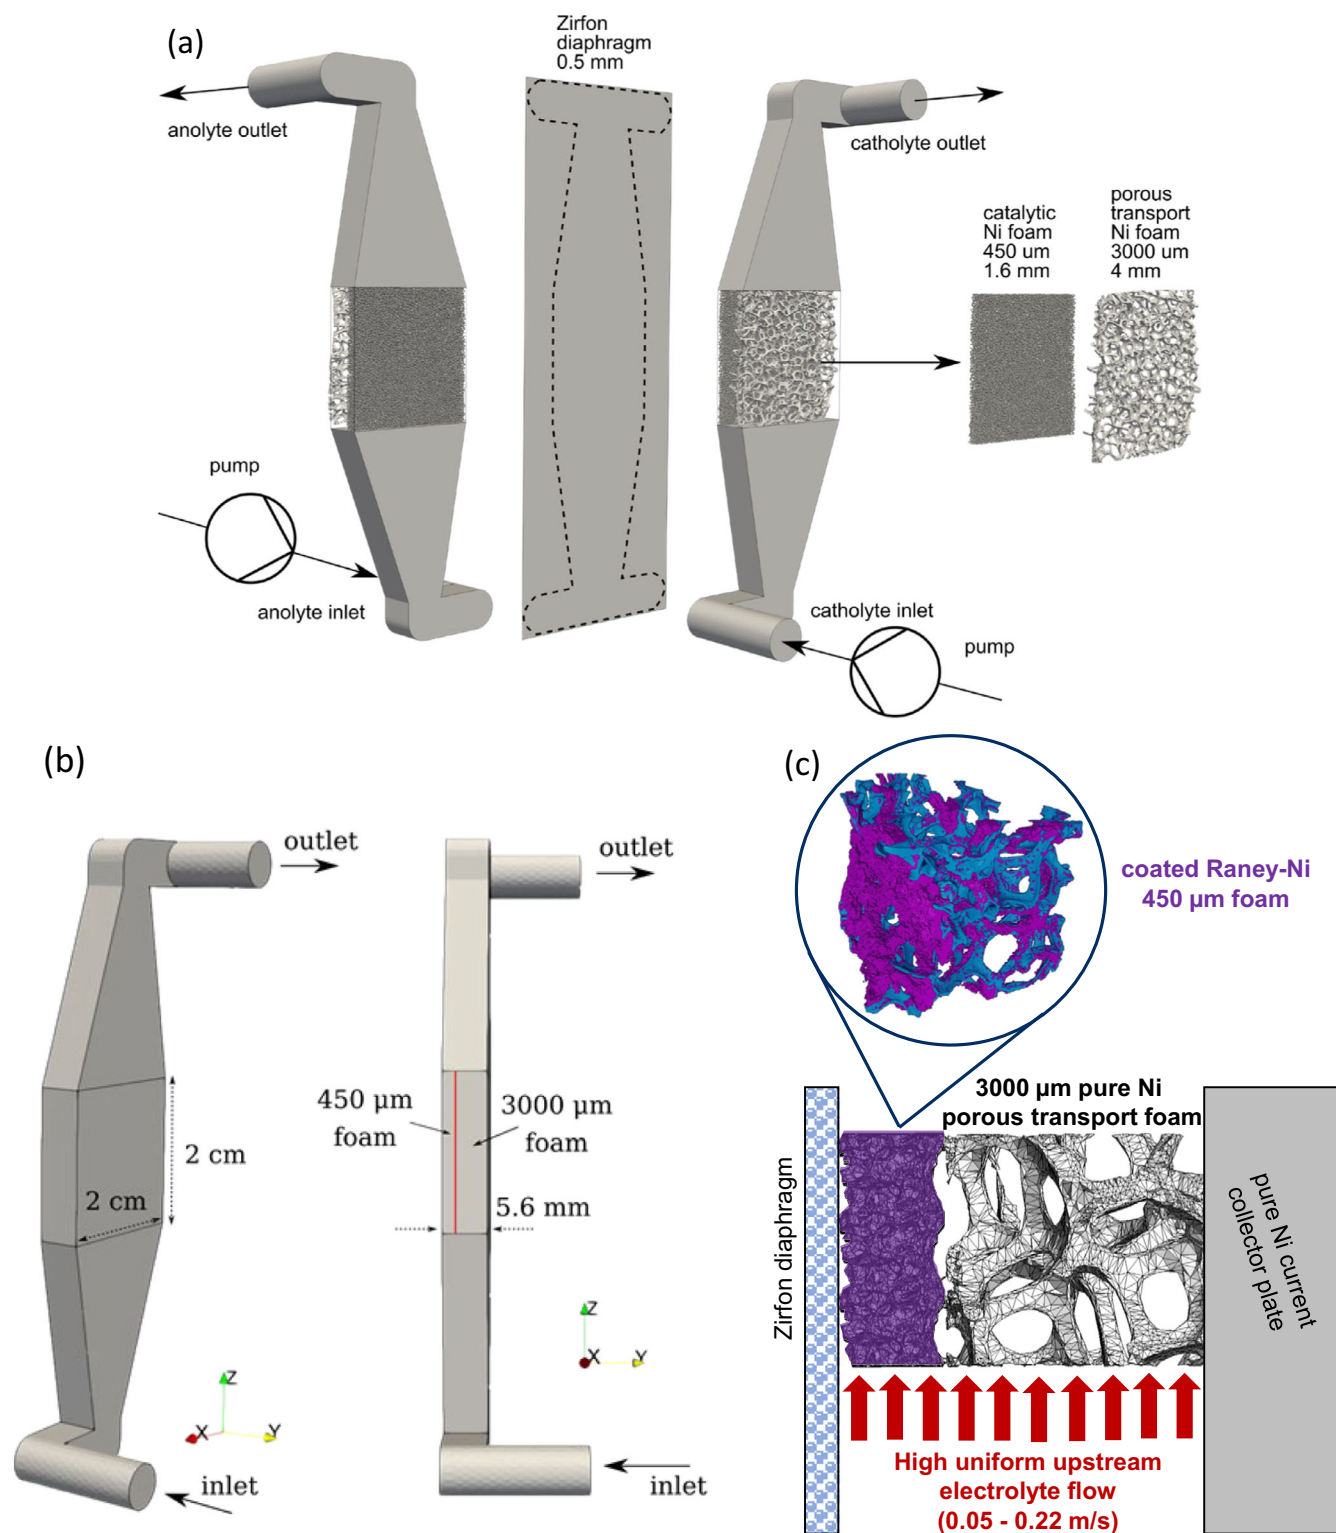 (a)
Zirfon
diaphragm
0.5 mm
anolyte outlet
catholyte outlet
catalytic
Ni foam
450 um
1.6 mm
porous
transport
Ni foam
3000 um
4 mm
pump
anolyte inlet
catholyte inlet
pump
(b)
outlet
2 cm
2 cm
Z
X
Y
inlet
outlet
450 µm
foam
3000 µm
foam
5.6 mm
Z
X
Y
inlet
(c)
coated Raney-Ni
450 µm foam
3000 µm pure Ni
porous transport foam
Zirfon diaphragm
pure Ni current
collector plate
High uniform upstream
electrolyte flow
(0.05 - 0.22 m/s)